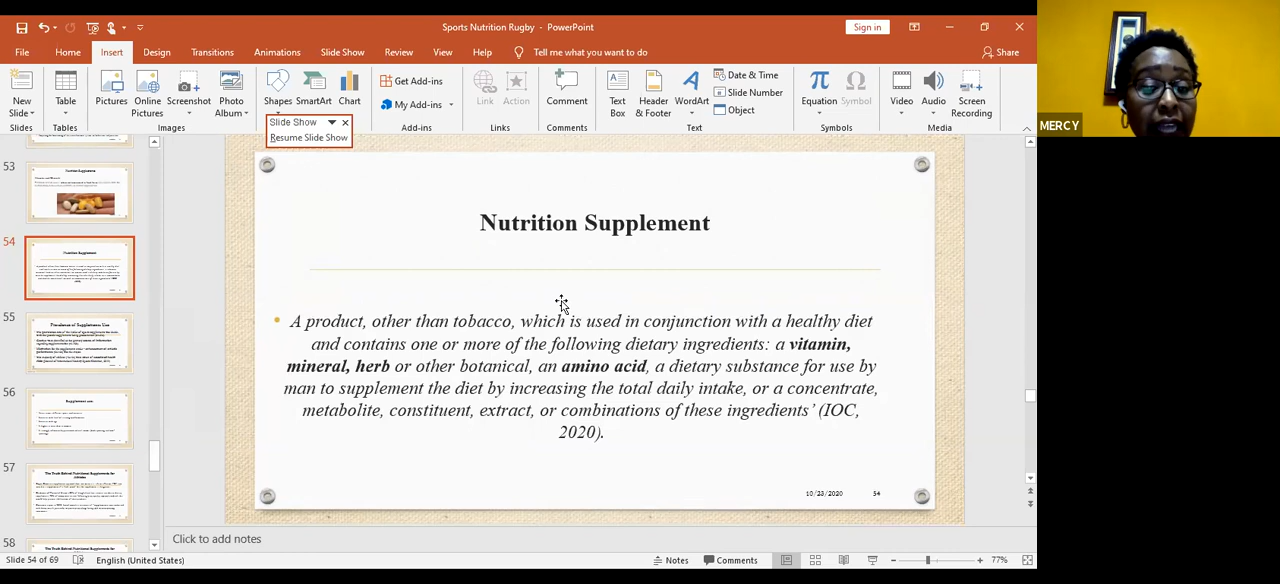 Sports Nutrition Rugby - PowerPoint
Sign in
File Home Insert Design Transitions Animations Slide Show Review View Help Tell me what you want to do
Share
New Slide
Table
Pictures
Online Pictures
Screenshot
Photo Album
Shapes
SmartArt
Chart
Get Add-ins
My Add-ins
Link
Action
Comment
Text Box
Header & Footer
WordArt
Date & Time
Slide Number
Object
Equation
Symbol
Video
Audio
Screen Recording
Slides
Tables
Images
Add-ins
Links
Comments
Text
Symbols
Media
Slide Show
Resume Slide Show
MERCY
53
54
Nutrition Supplement
55
Prevalence of Supplements Use
56
Supplement use
57
58
Nutrition Supplement
A product, other than tobacco, which is used in conjunction with a healthy diet
and contains one or more of the following dietary ingredients: a vitamin,
mineral, herb or other botanical, an amino acid, a dietary substance for use by
man to supplement the diet by increasing the total daily intake, or a concentrate,
metabolite, constituent, extract, or combinations of these ingredients’ (IOC,
2020).
10/23/2020 54
Click to add notes
Slide 54 of 69 English (United States) Notes Comments 77%